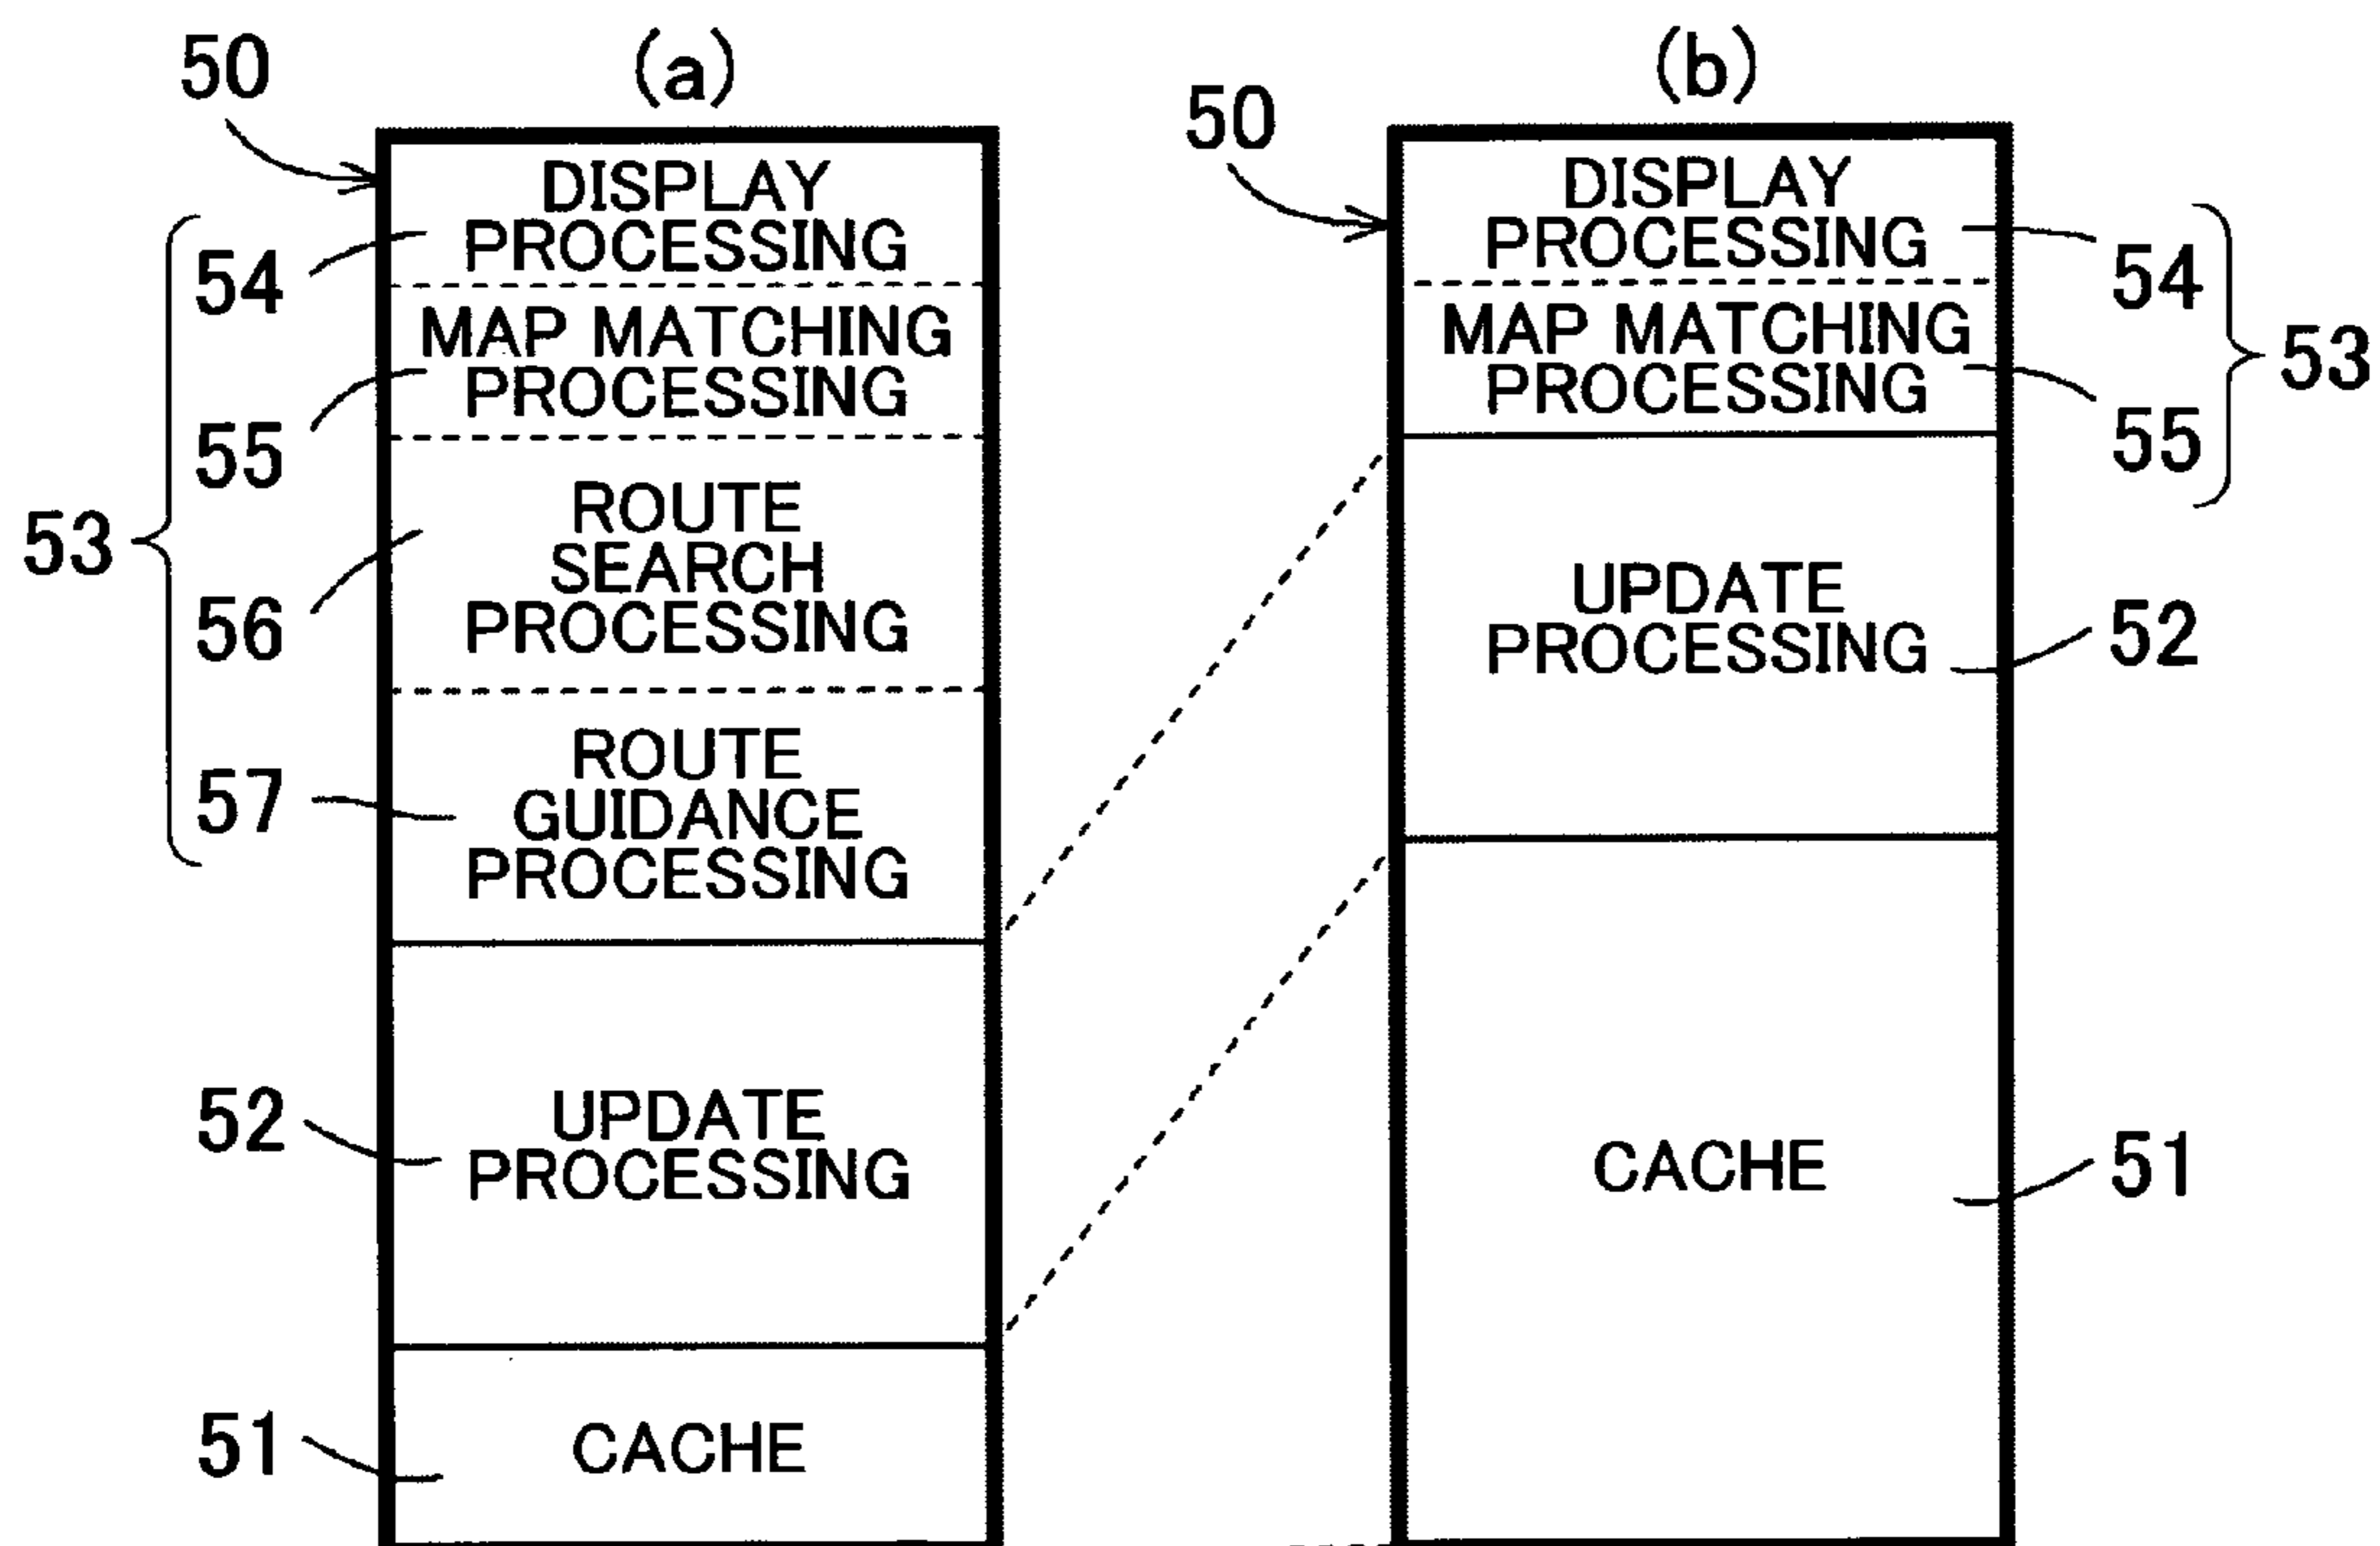 (a)
50
DISPLAY
PROCESSING
54
MAP MATCHING
PROCESSING
55
53
ROUTE
SEARCH
PROCESSING
56
ROUTE
GUIDANCE
PROCESSING
57
UPDATE
PROCESSING
52
CACHE
51
(b)
50
DISPLAY
PROCESSING
54
MAP MATCHING
PROCESSING
55
53
UPDATE
PROCESSING
52
CACHE
51